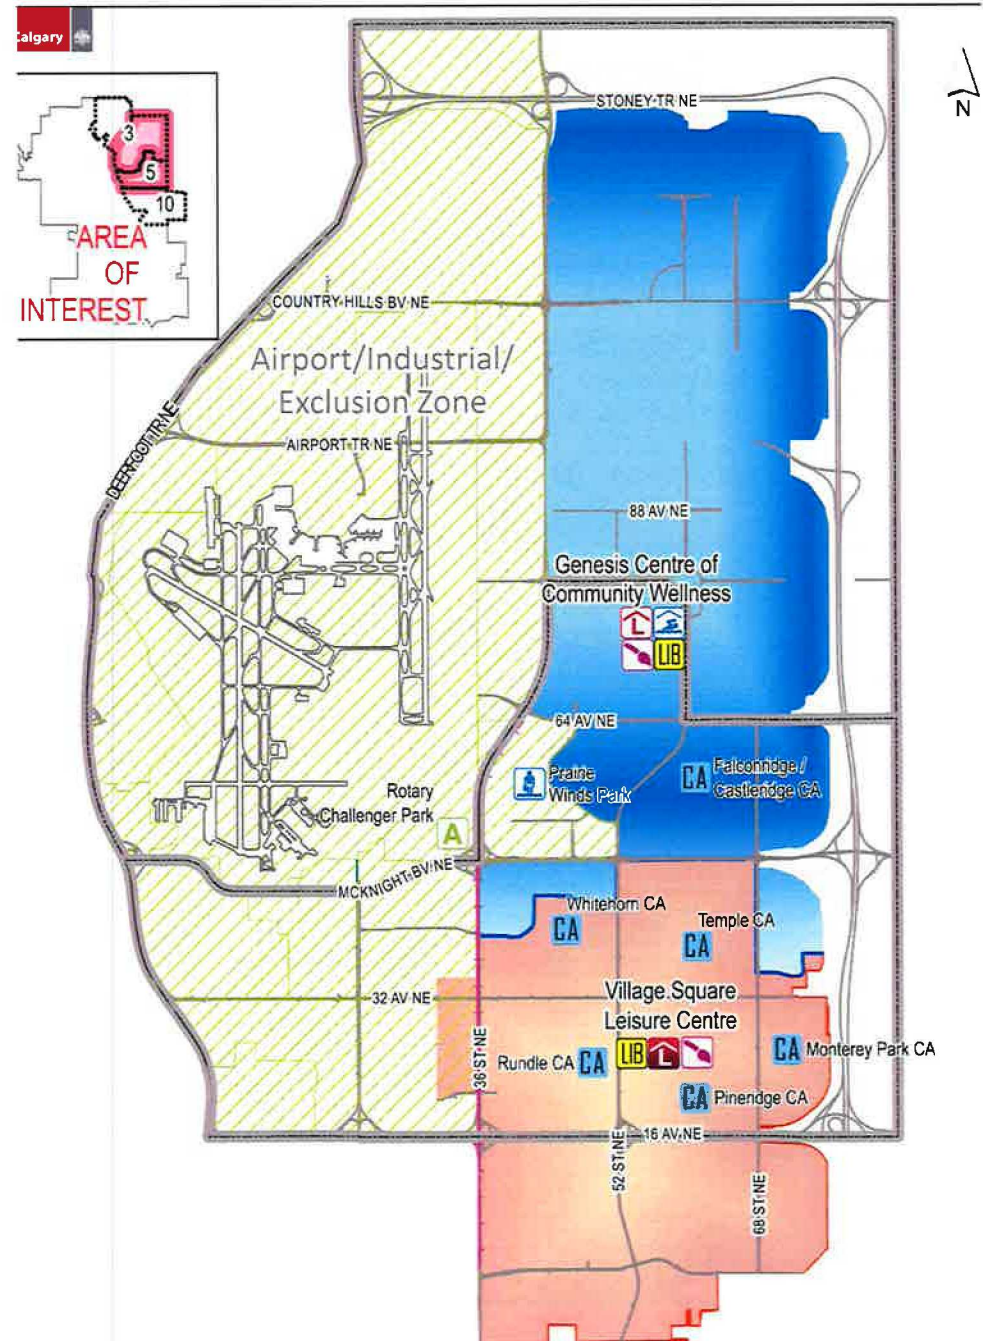 Calgary
N
3
5
10
AREA
OF
INTEREST
STONEY TR NE
COUNTRY HILLS BV NE
Airport/Industrial/
Exclusion Zone
DEERFOOT TR NE
AIRPORT TR NE
88 AV NE
Genesis Centre of
Community Wellness
L
LIB
64 AV NE
Prairie
Winds Park
CA
Falconridge /
Castleridge CA
Rotary
Challenger Park
A
MCKNIGHT BV NE
Whitehorn CA
CA
Temple CA
CA
32 AV NE
Village Square
Leisure Centre
36 ST NE
Rundle CA
CA
LIB
L
CA
Monterey Park CA
CA
Pineridge CA
16 AV NE
52 ST NE
68 ST NE